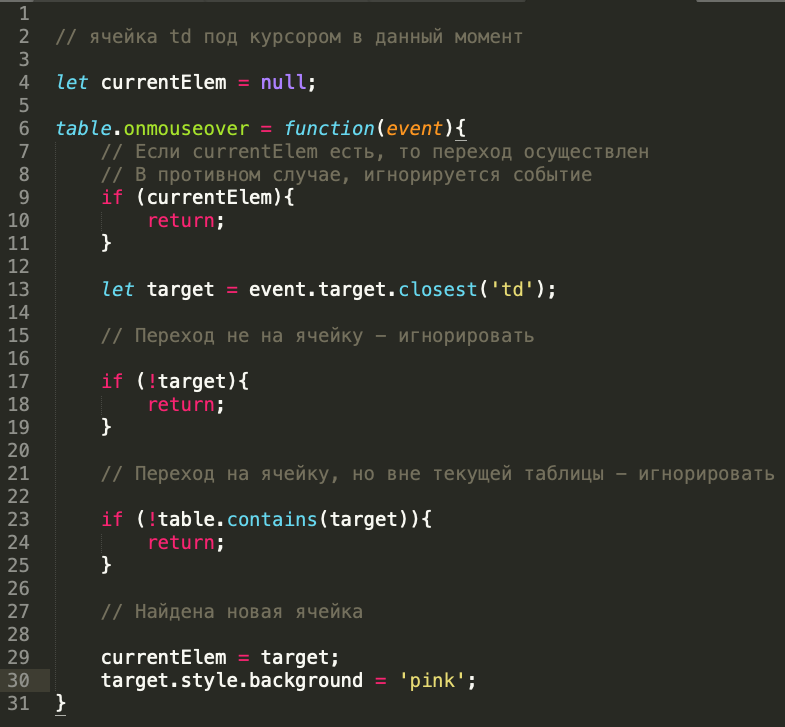 1
2 // ячейка td под курсором в данный момент
3
4 let currentElem = null;
5
6 table.onmouseover = function(event){
7 // Если currentElem есть, то переход осуществлен
8 // В противном случае, игнорируется событие
9 if (currentElem){
10 return;
11 }
12
13 let target = event.target.closest('td');
14
15 // Переход не на ячейку – игнорировать
16
17 if (!target){
18 return;
19 }
20
21 // Переход на ячейку, но вне текущей таблицы – игнорировать
22
23 if (!table.contains(target)){
24 return;
25 }
26
27 // Найдена новая ячейка
28
29 currentElem = target;
30 target.style.background = 'pink';
31 }